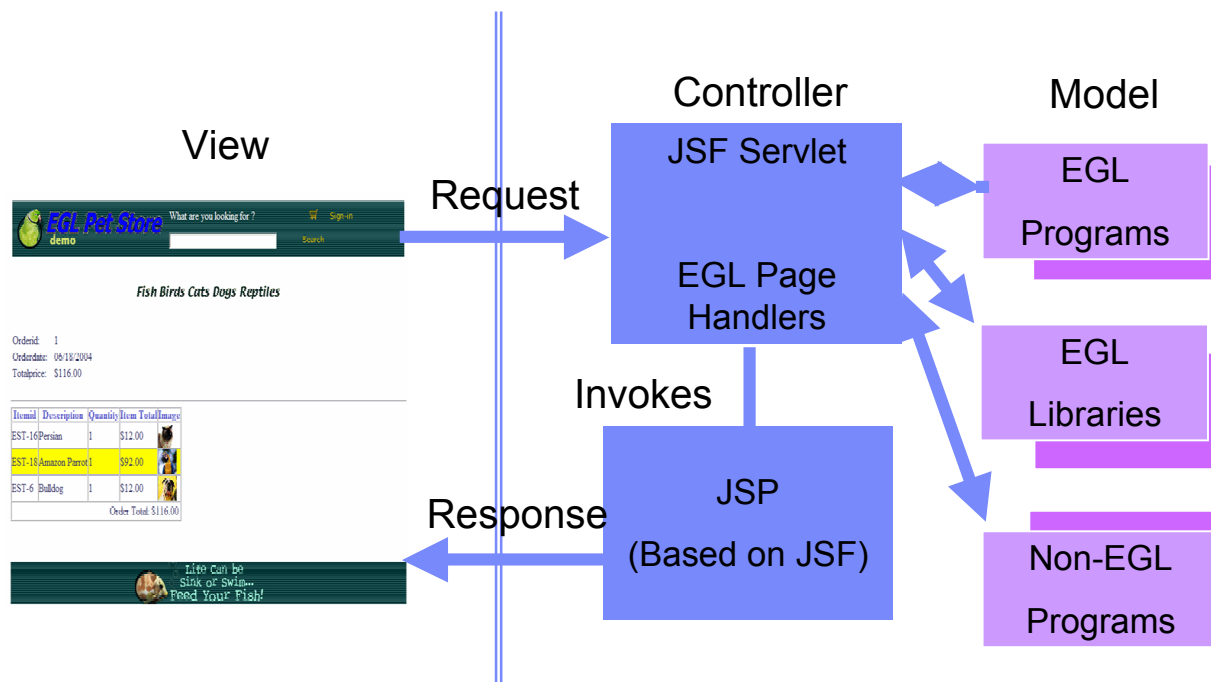 View
Controller
Model
Request
Invokes
Response
JSF Servlet
EGL Page
Handlers
JSP
(Based on JSF)
EGL
Programs
EGL
Libraries
Non-EGL
Programs
EGL Pet Store
demo
What are you looking for ?
Sign-in
Search
Fish Birds Cats Dogs Reptiles
Orderid: 1
Orderdate: 06/18/2004
Totalprice: $116.00
Itemid Description Quantity Item Total Image
EST-16 Persian 1 $12.00
EST-18 Amazon Parrot 1 $92.00
EST-6 Bulldog 1 $12.00
Order Total: $116.00
Life Can be
Sink or Swim...
Feed Your Fish!